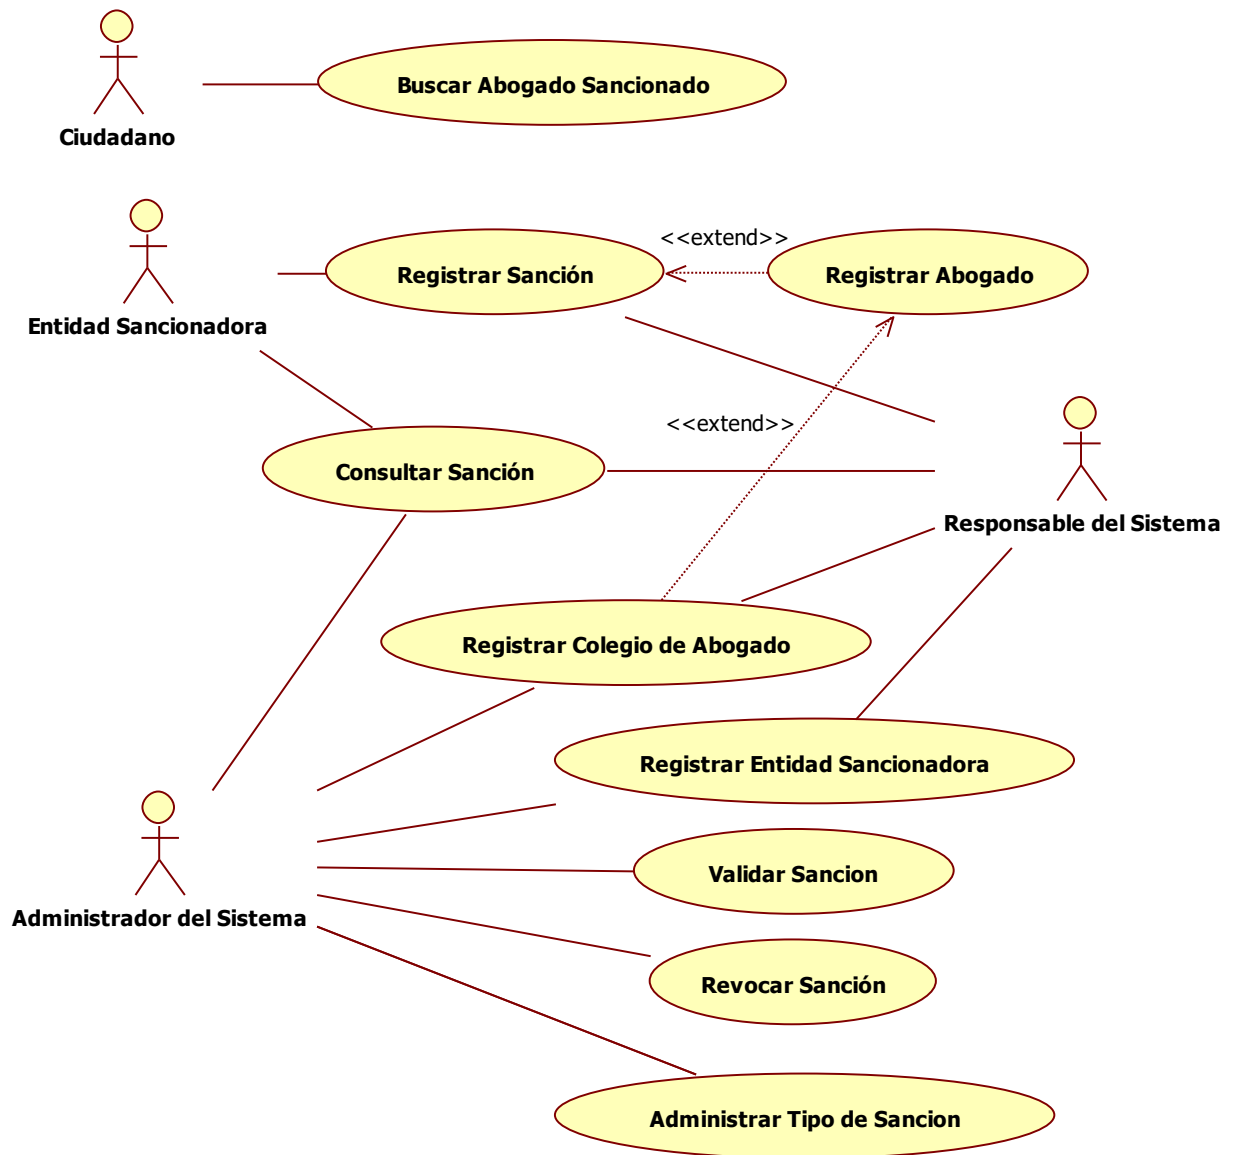 Buscar Abogado Sancionado
Ciudadano
<<extend>>
Registrar Sanción
Registrar Abogado
Entidad Sancionadora
<<extend>>
Consultar Sanción
Responsable del Sistema
Registrar Colegio de Abogado
Registrar Entidad Sancionadora
Validar Sancion
Administrador del Sistema
Revocar Sanción
Administrar Tipo de Sancion